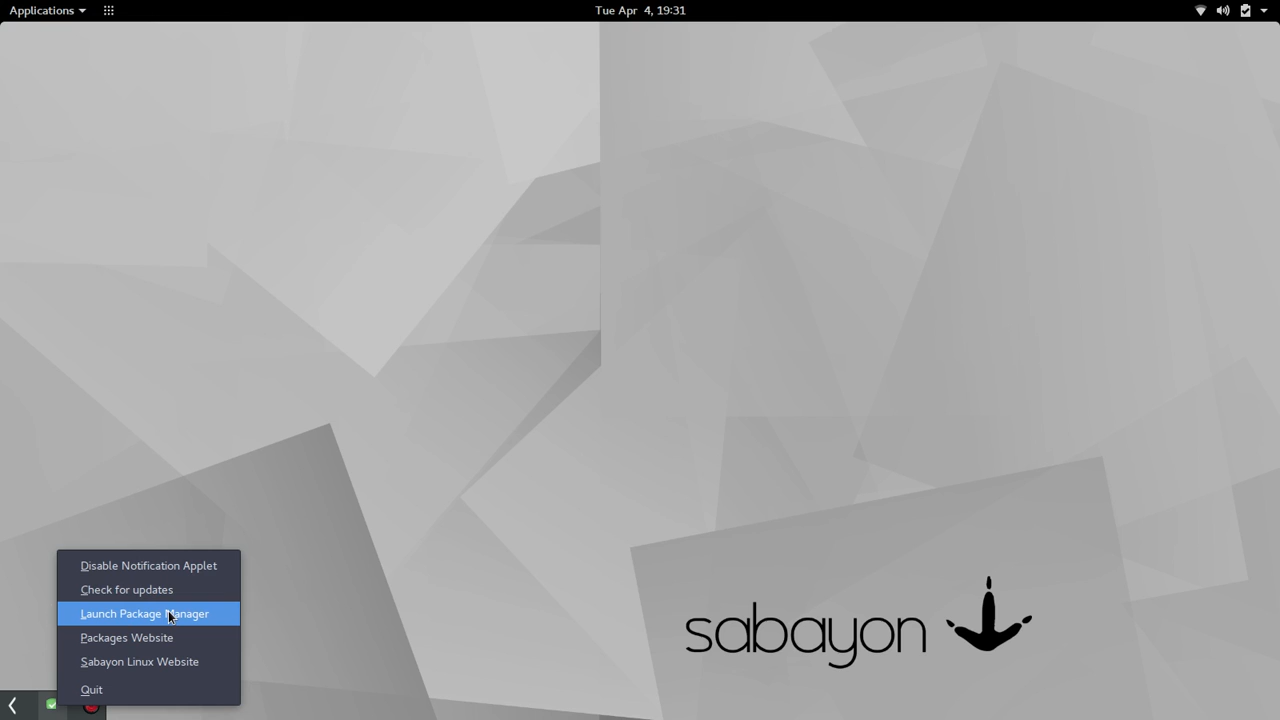 Applications
Tue Apr 4, 19:31
Disable Notification Applet
Check for updates
Launch Package Manager
Packages Website
Sabayon Linux Website
Quit
sabayon